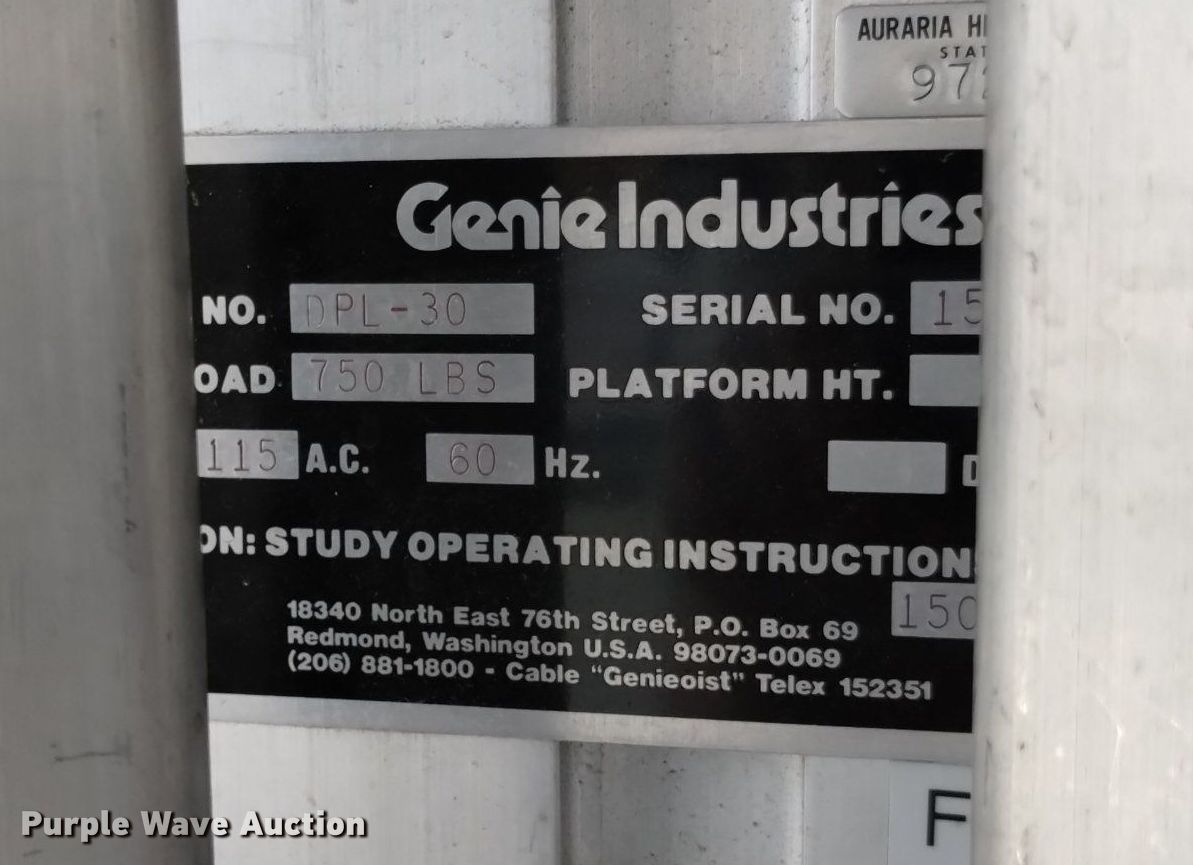 AURARIA
97
Genie Industries
NO. DPL-30 SERIAL NO. 15
OAD 750 LBS PLATFORM HT.
115 A.C. 60 Hz.
ON: STUDY OPERATING INSTRUCTION
150
18340 North East 76th Street, P.O. Box 69
Redmond, Washington U.S.A. 98073-0069
(206) 881-1800 - Cable "Genieoist" Telex 152351
F
Purple Wave Auction